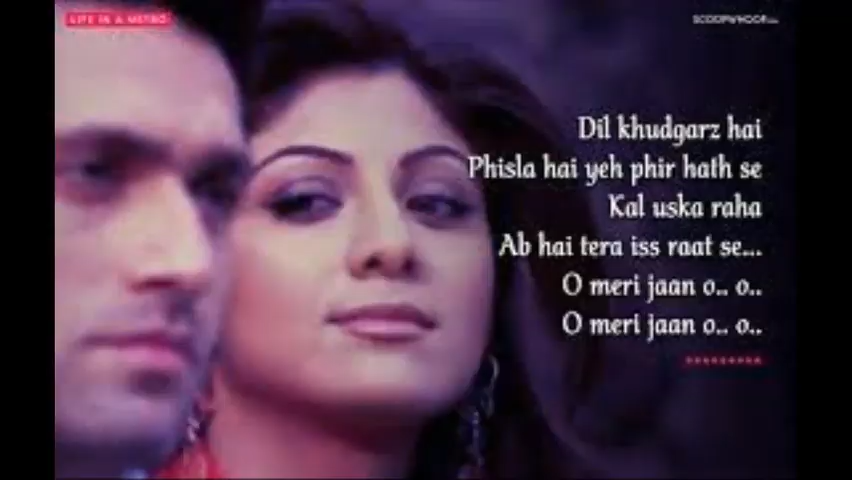 LIFE IN A METRO
SCOOPWHOOP
Dil khudgarz hai
Phisla hai yeh phir hath se
Kal uska raha
Ab hai tera iss raat se...
O meri jaan o.. o..
O meri jaan o.. o..